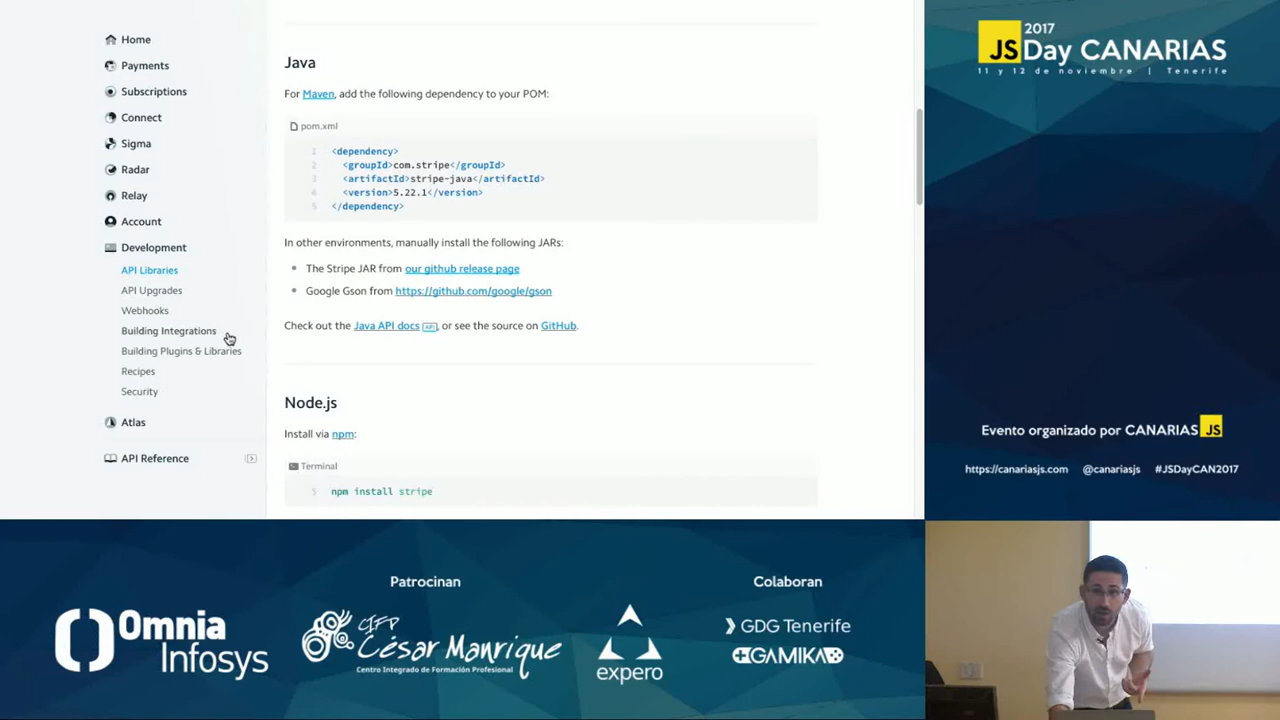 Home
Payments
Subscriptions
Connect
Sigma
Radar
Relay
Account
Development
API Libraries
API Upgrades
Webhooks
Building Integrations
Building Plugins & Libraries
Recipes
Security
Atlas
API Reference
Java
For Maven, add the following dependency to your POM:
pom.xml
1 <dependency>
2 <groupId>com.stripe</groupId>
3 <artifactId>stripe-java</artifactId>
4 <version>5.22.1</version>
5 </dependency>
In other environments, manually install the following JARs:
The Stripe JAR from our github release page
Google Gson from https://github.com/google/gson
Check out the Java API docs API, or see the source on GitHub.
Node.js
Install via npm:
Terminal
$ npm install stripe
2017
JSDay CANARIAS
11 y 12 de noviembre | Tenerife
Evento organizado por CANARIAS JS
https://canariasjs.com @canariasjs #JSDayCAN2017
Patrocinan
Omnia
Infosys
CIFP
César Manrique
Centro Integrado de Formación Profesional
expero
Colaboran
GDG Tenerife
GAMIKA